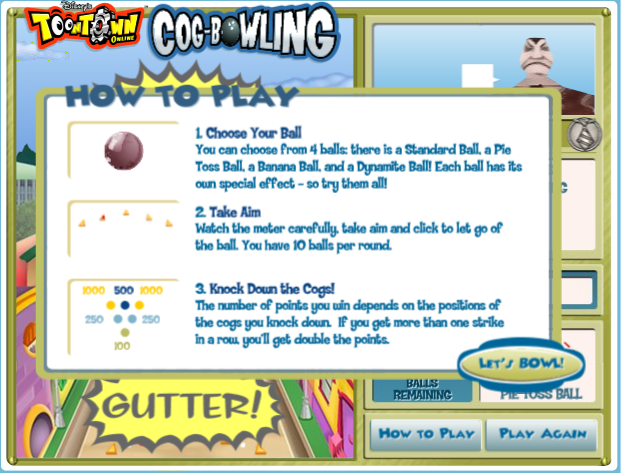 Disney's
TOONTOWN
ONLINE
COG-BOWLING
HOW TO PLAY
1. Choose Your Ball
You can choose from 4 balls: there is a Standard Ball, a Pie
Toss Ball, a Banana Ball, and a Dynamite Ball! Each ball has its
own special effect - so try them all!
2. Take Aim
Watch the meter carefully, take aim and click to let go of
the ball. You have 10 balls per round.
1000 500 1000
250 250
100
3. Knock Down the Cogs!
The number of points you win depends on the positions of
the cogs you knock down. If you get more than one strike
in a row, you'll get double the points.
LET'S BOWL!
GUTTER!
BALLS
REMAINING
PIE TOSS BALL
HOW TO PLAY
PLAY AGAIN